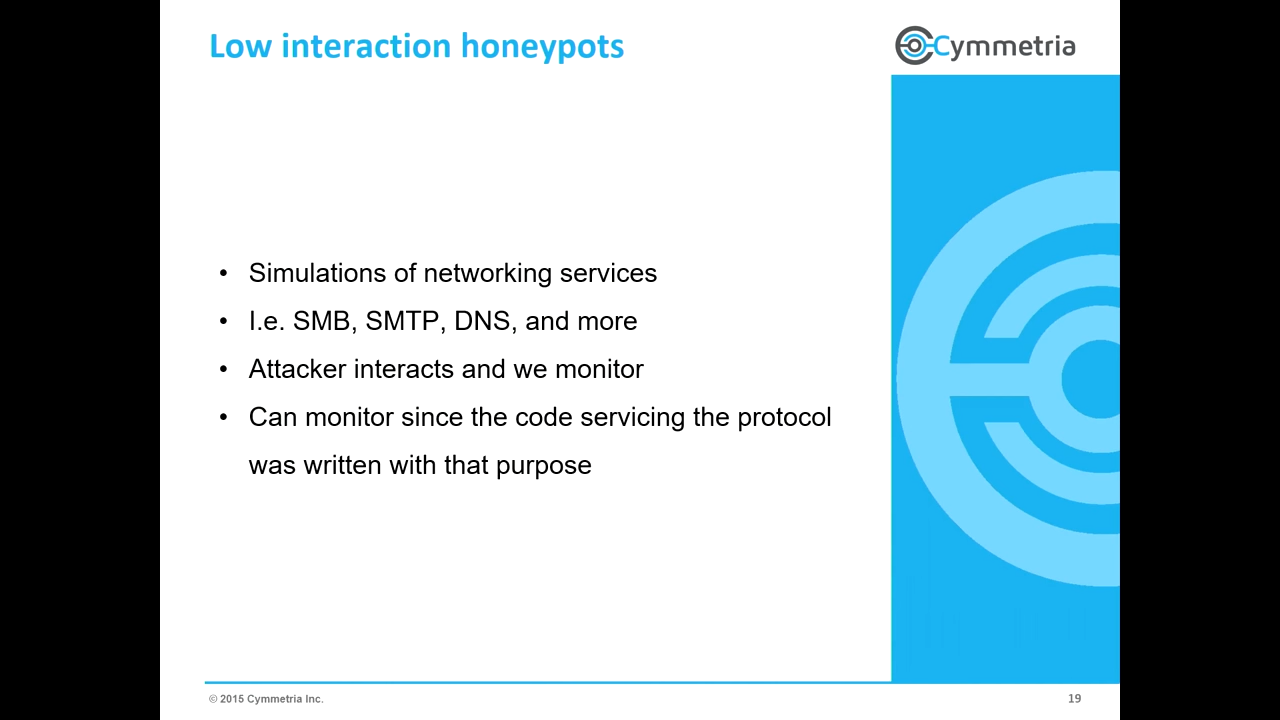 Low interaction honeypots
Cymmetria
• Simulations of networking services
• I.e. SMB, SMTP, DNS, and more
• Attacker interacts and we monitor
• Can monitor since the code servicing the protocol
was written with that purpose
© 2015 Cymmetria Inc.
19